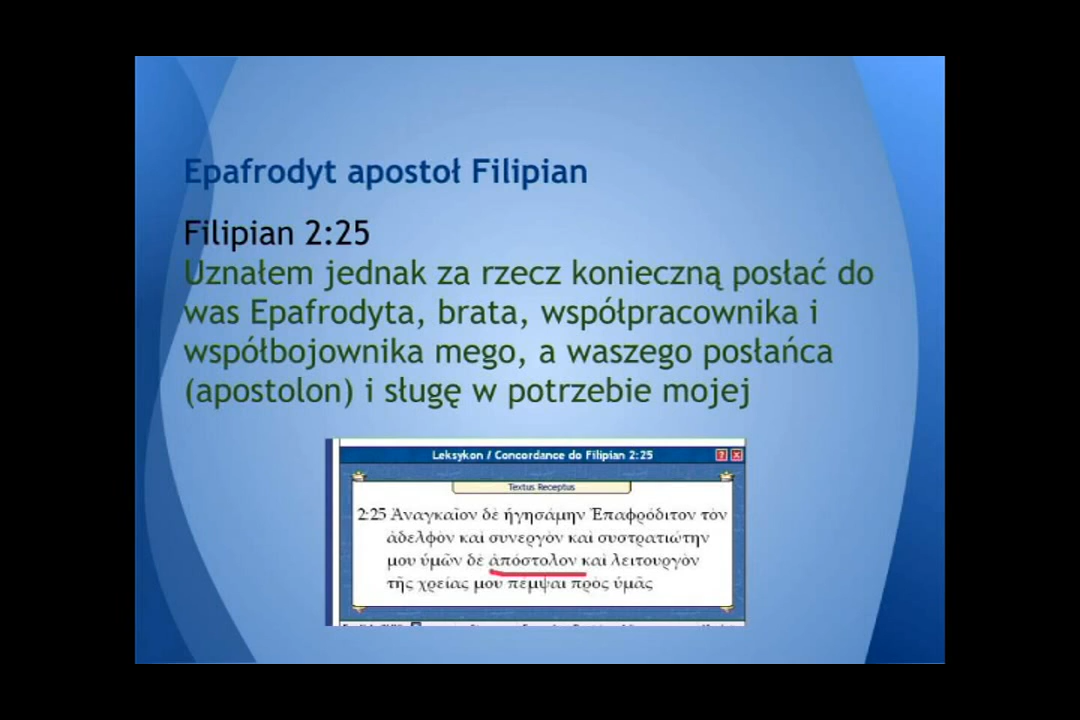 Epafrodyt apostoł Filipian
Filipian 2:25
Uznałem jednak za rzecz konieczną posłać do
was Epafrodyta, brata, współpracownika i
współbojownika mego, a waszego posłańca
(apostolon) i sługę w potrzebie mojej
Leksykon / Concordance do Filipian 2:25
Textus Receptus
2:25 Ἀναγκαῖον δὲ ἡγησάμην Ἐπαφρόδιτον τὸν
ἀδελφὸν καὶ συνεργὸν καὶ συστρατιώτην
μου ὑμῶν δὲ ἀπόστολον καὶ λειτουργὸν
τῆς χρείας μου πέμψαι πρὸς ὑμᾶς